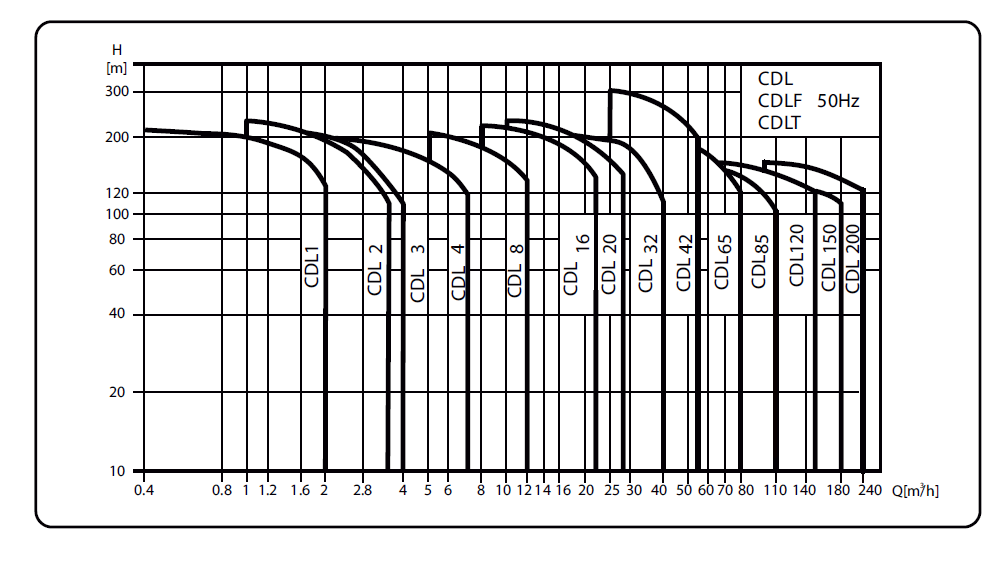 H
[m]
300
200
120
100
80
60
40
20
10
CDL
CDLF 50Hz
CDLT
CDL1
CDL 2
CDL 3
CDL 4
CDL 8
CDL 16
CDL 20
CDL 32
CDL 42
CDL65
CDL85
CDL120
CDL 150
CDL 200
0.4 0.8 1 1.2 1.6 2 2.8 4 5 6 8 10 12 14 16 20 25 30 40 50 60 70 80 110 140 180 240 Q[m³/h]